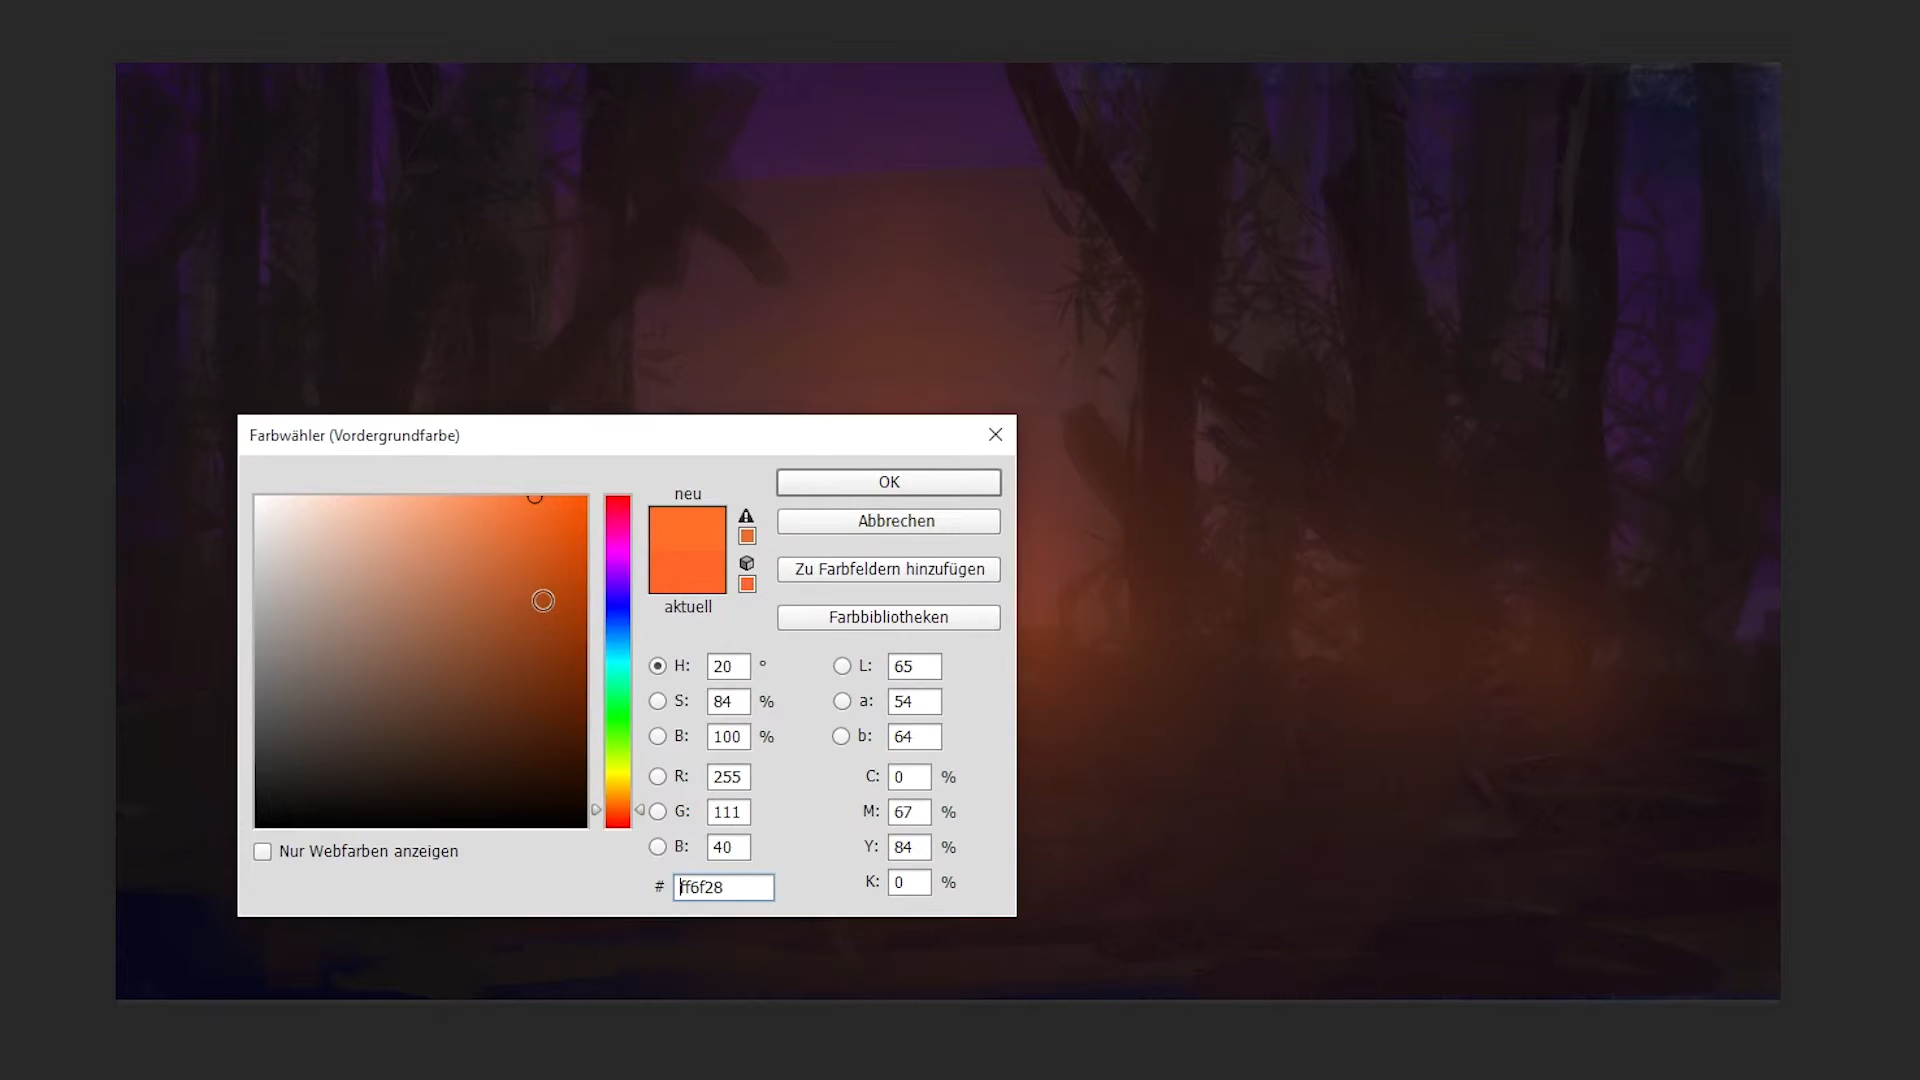 Farbwähler (Vordergrundfarbe)
neu
aktuell
OK
Abbrechen
Zu Farbfeldern hinzufügen
Farbbibliotheken
H: 20 °
S: 84 %
B: 100 %
R: 255
G: 111
B: 40
# ff6f28
L: 65
a: 54
b: 64
C: 0 %
M: 67 %
Y: 84 %
K: 0 %
Nur Webfarben anzeigen